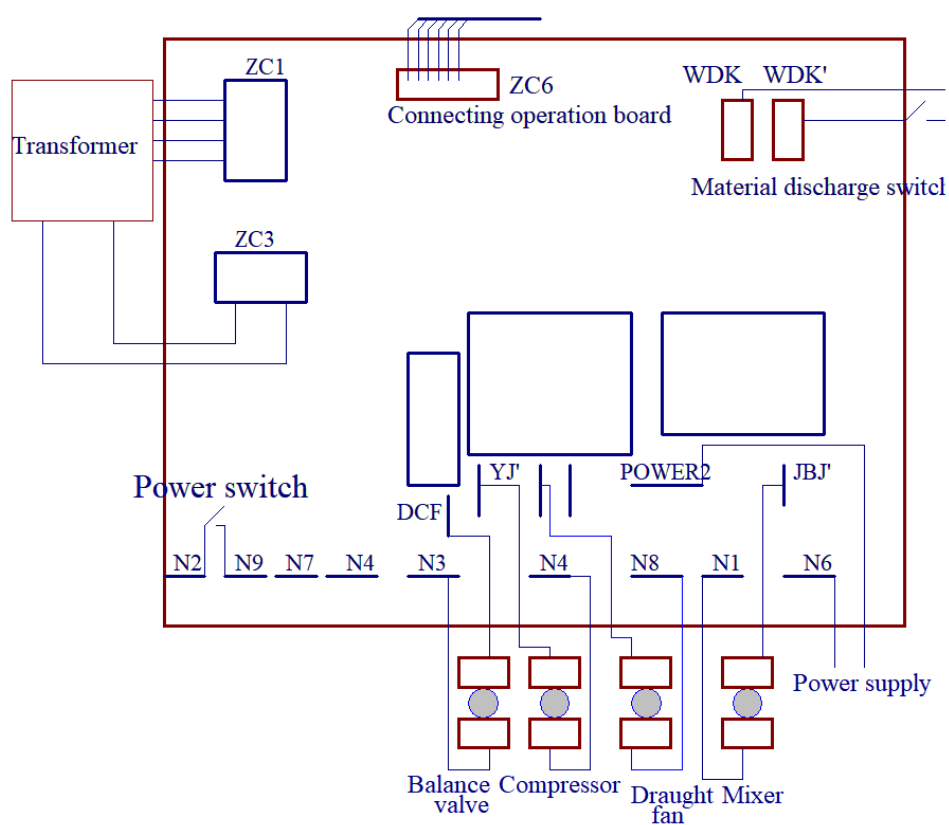 ZC1
ZC6
WDK WDK'
Connecting operation board
Transformer
Material discharge switch
ZC3
YJ' POWER2 JBJ'
Power switch
DCF
N2 N9 N7 N4 N3 N4 N8 N1 N6
Power supply
Balance valve
Compressor
Draught fan
Mixer